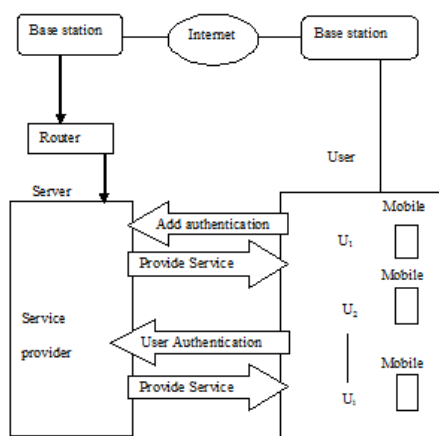 Base station
Internet
Base station
Router
User
Server
Mobile
Add authentication
U1
Provide Service
Mobile
Service
provider
U2
User Authentication
Mobile
Provide Service
U1